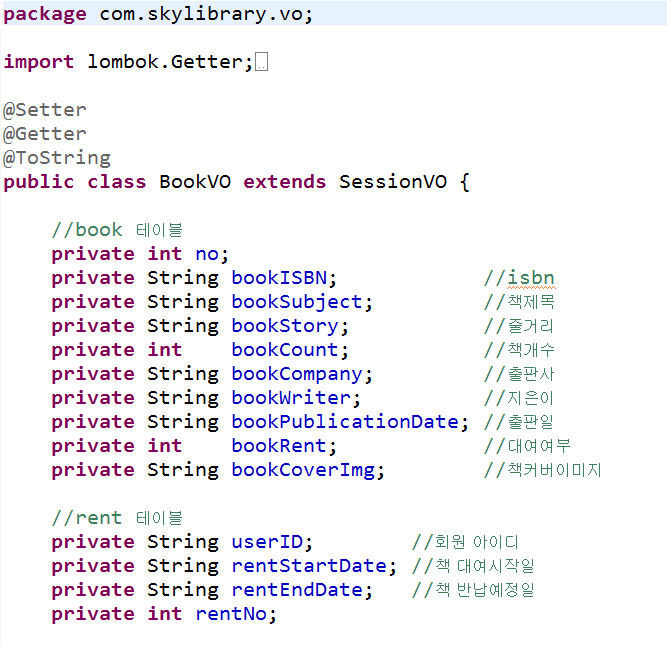 package com.skylibrary.vo;
import lombok.Getter;
@Setter
@Getter
@ToString
public class BookVO extends SessionVO {
//book 테이블
private int no;
private String bookISBN; //isbn
private String bookSubject; //책제목
private String bookStory; //줄거리
private int bookCount; //책개수
private String bookCompany; //출판사
private String bookWriter; //지은이
private String bookPublicationDate; //출판일
private int bookRent; //대여여부
private String bookCoverImg; //책커버이미지
//rent 테이블
private String userID; //회원 아이디
private String rentStartDate; //책 대여시작일
private String rentEndDate; //책 반납예정일
private int rentNo;